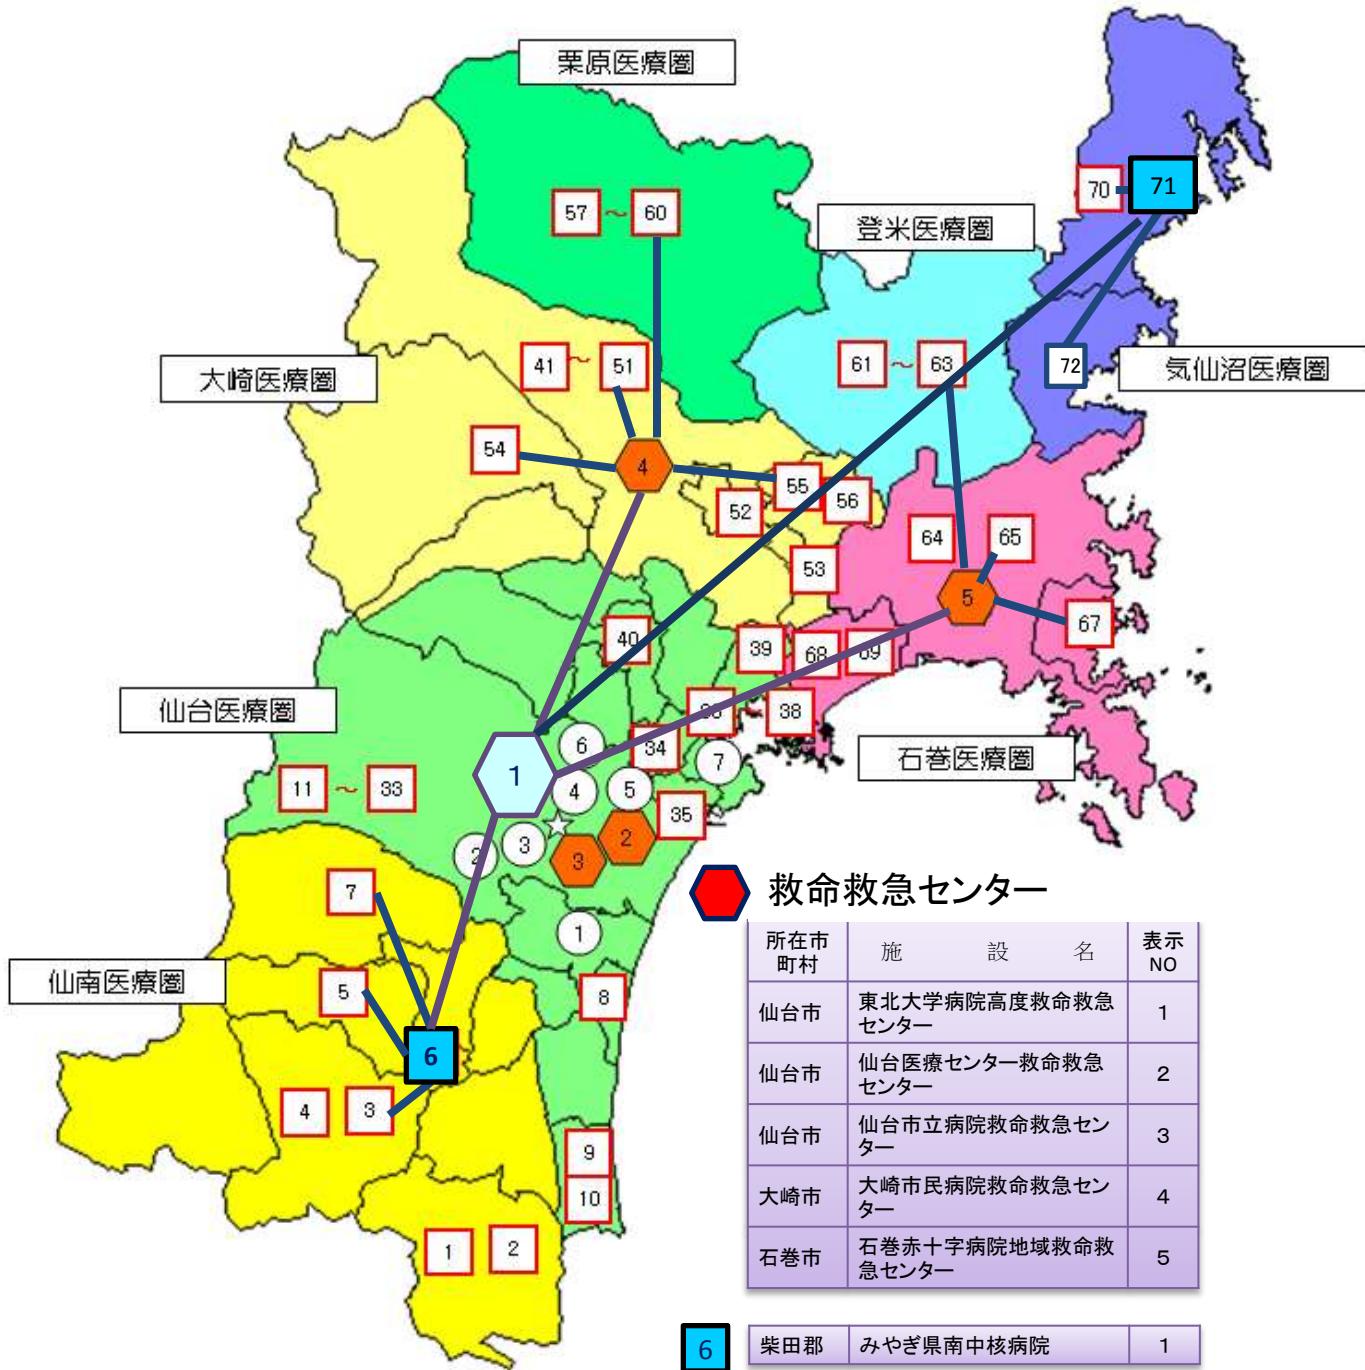 栗原医療圏
70
71
57 ～ 60
登米医療圏
41 ～ 51
61 ～ 63
72
気仙沼医療圏
大崎医療圏
54
4
55
56
52
64
65
53
5
67
40
39
68
69
仙台医療圏
38
6
34
7
石巻医療圏
1
11 ～ 33
4
5
35
2
3
2
3
救命救急センター
7
1
所在市町村
施 設 名
表示NO
仙南医療圏
5
8
仙台市
東北大学病院高度救命救急
センター
1
6
仙台市
仙台医療センター救命救急
センター
2
4
3
仙台市
仙台市立病院救命救急セン
ター
3
9
10
大崎市
大崎市民病院救命救急セン
ター
4
1
2
石巻市
石巻赤十字病院地域救命救
急センター
5
6
柴田郡
みやぎ県南中核病院
1